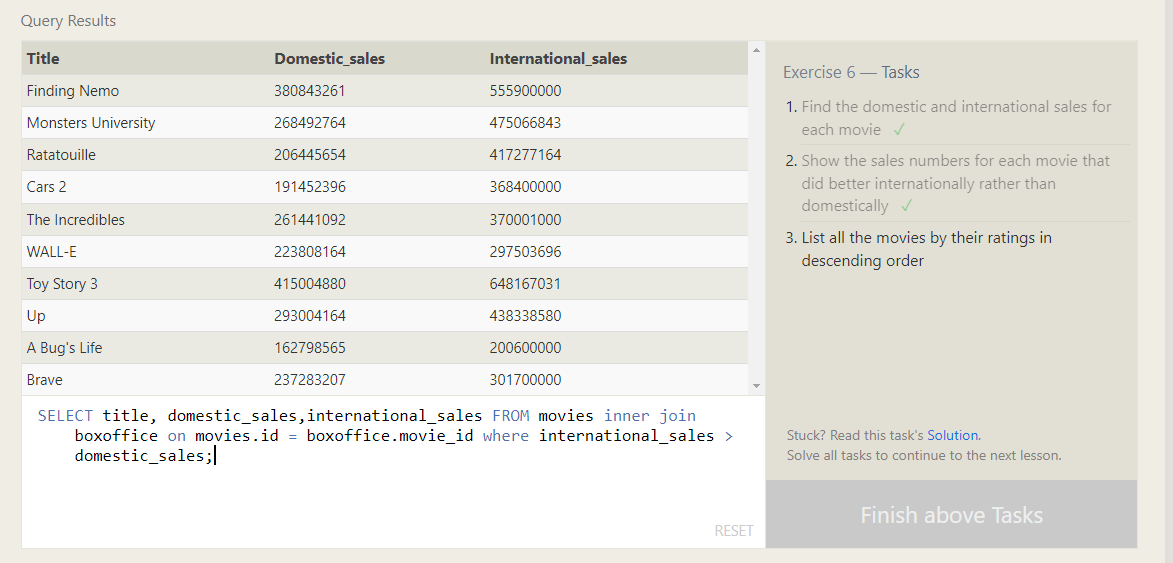 Query Results
Title Domestic_sales International_sales
Finding Nemo 380843261 555900000
Monsters University 268492764 475066843
Ratatouille 206445654 417277164
Cars 2 191452396 368400000
The Incredibles 261441092 370001000
WALL-E 223808164 297503696
Toy Story 3 415004880 648167031
Up 293004164 438338580
A Bug's Life 162798565 200600000
Brave 237283207 301700000
SELECT title, domestic_sales,international_sales FROM movies inner join
boxoffice on movies.id = boxoffice.movie_id where international_sales >
domestic_sales;
RESET
Exercise 6 — Tasks
1. Find the domestic and international sales for
each movie ✓
2. Show the sales numbers for each movie that
did better internationally rather than
domestically ✓
3. List all the movies by their ratings in
descending order
Stuck? Read this task's Solution.
Solve all tasks to continue to the next lesson.
Finish above Tasks